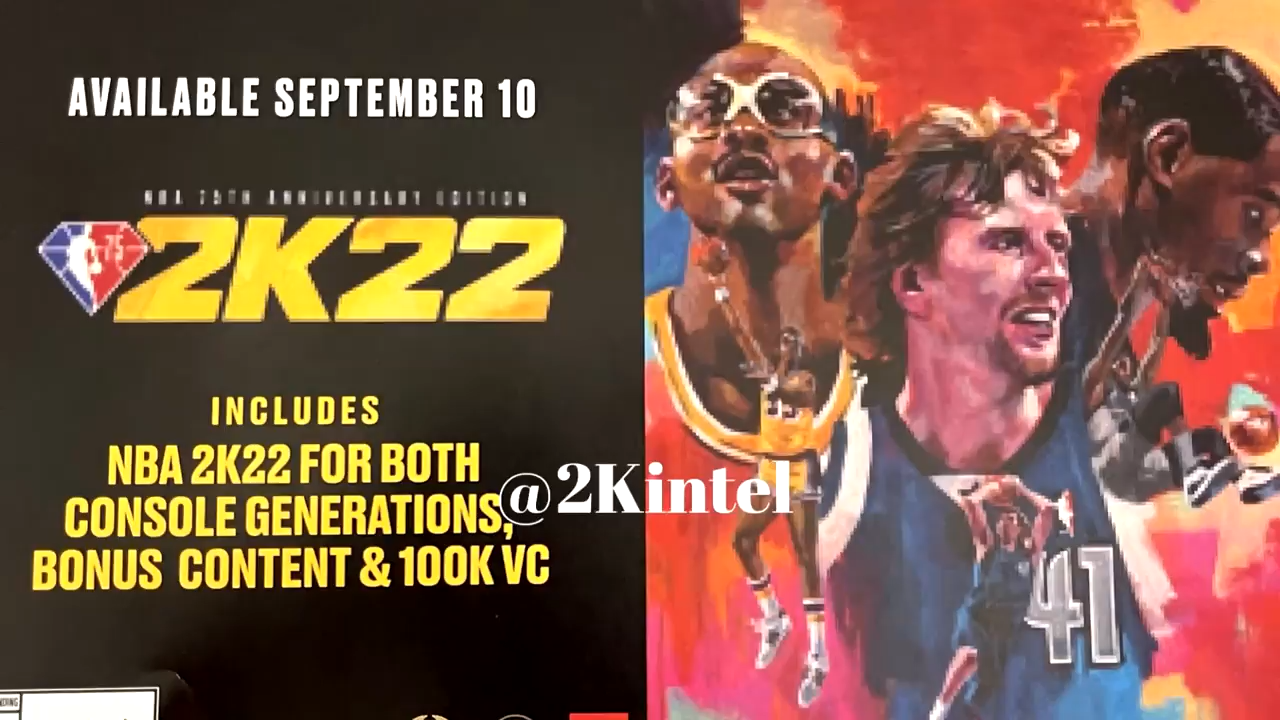 AVAILABLE SEPTEMBER 10
NBA 75TH ANNIVERSARY EDITION
75
2K22
INCLUDES
NBA 2K22 FOR BOTH
CONSOLE GENERATIONS,
BONUS CONTENT & 100K VC
@2Kintel
41